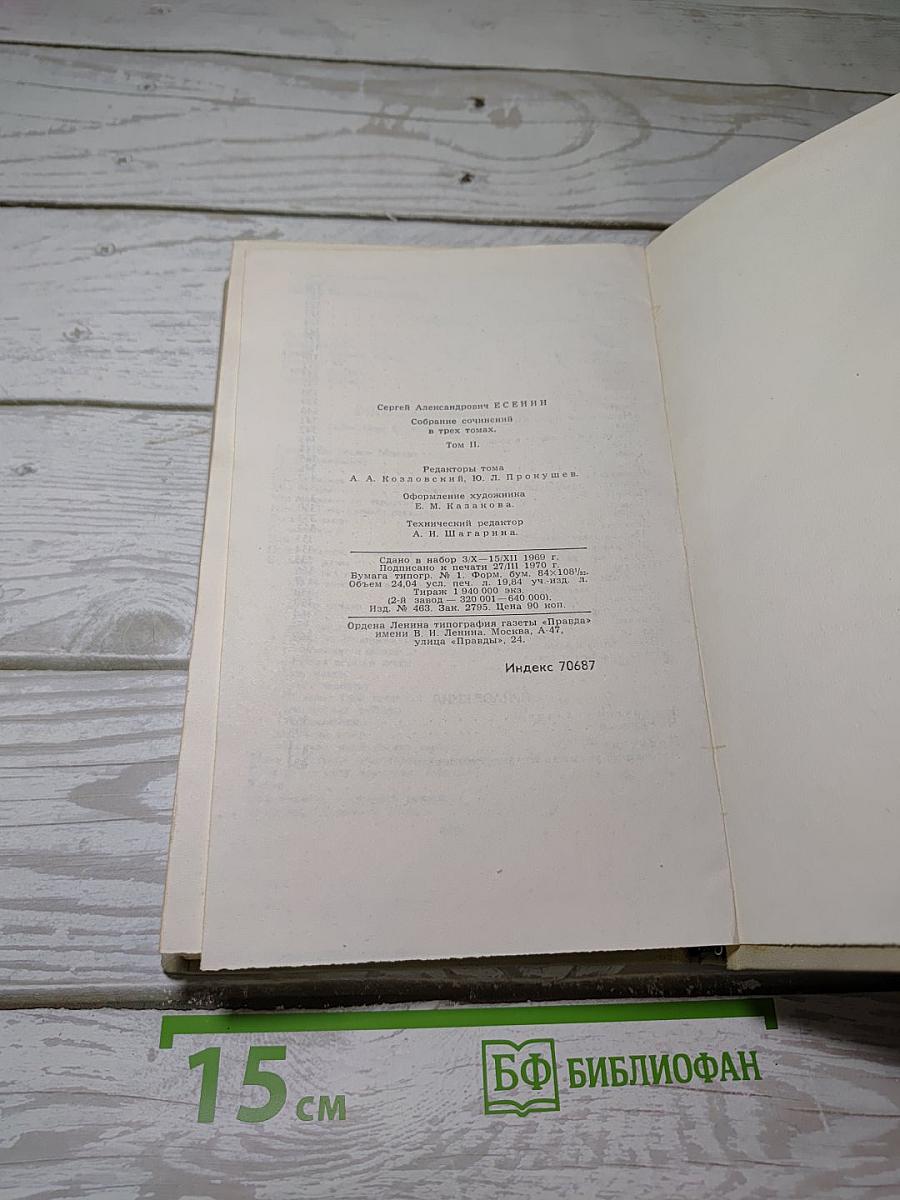 Сергей Александрович ЕСЕНИН
Собрание сочинений
в трех томах.
Том II.
Редакторы тома
А. А. Козловский, Ю. Л. Прокушев.
Оформление художника
Е. М. Казакова.
Технический редактор
А. И. Шагарина.
Сдано в набор 3/X—15/XII 1969 г.
Подписано к печати 27/III 1970 г.
Бумага типогр. № 1. Форм. бум. 84×108¹/₃₂.
Объем 24,04 усл. печ. л. 19,84 уч.-изд. л.
Тираж 1 940 000 экз.
(2-й завод — 320 001—640 000).
Изд. № 463. Зак. 2795. Цена 90 коп.
Ордена Ленина типография газеты «Правда»
имени В. И. Ленина. Москва, А-47,
улица «Правды», 24.
Индекс 70687
15 см
БФ БИБЛИОФАН